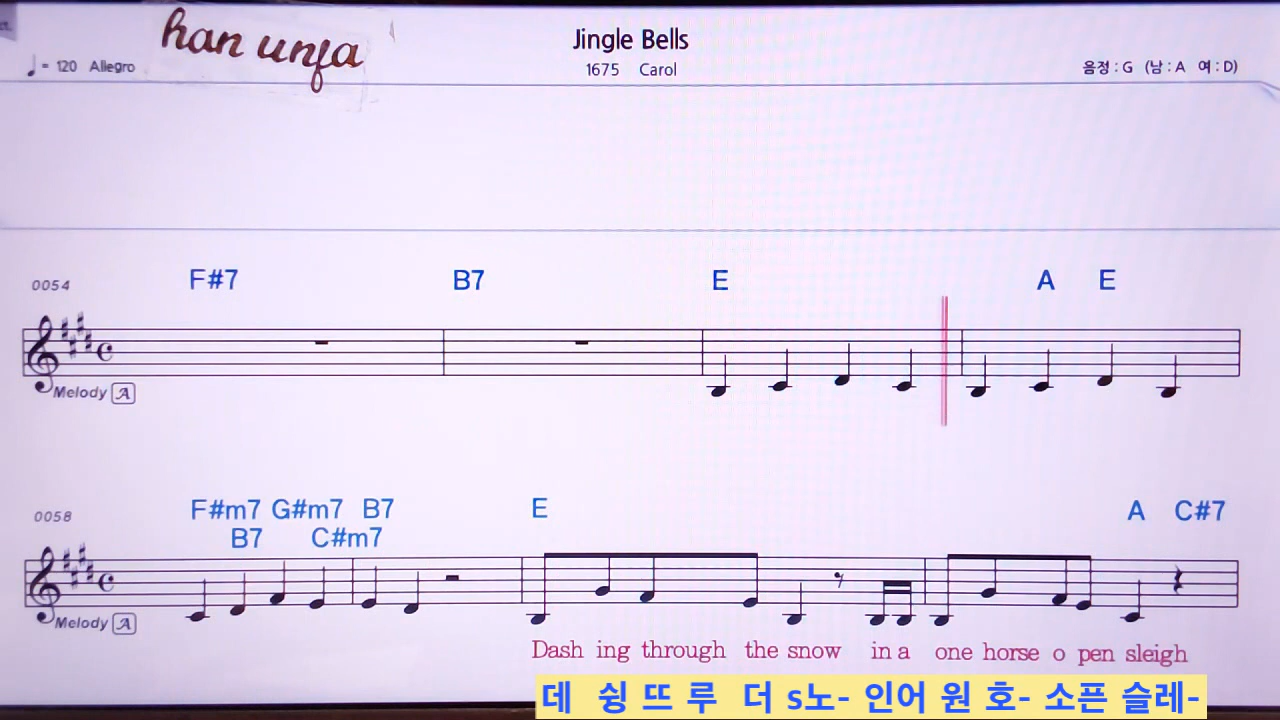 han unfa
Jingle Bells
♩= 120 Allegro
1675 Carol
음정 : G (남 : A 여 : D)
0054
F#7 B7 E A E
Melody A
0058
F#m7 G#m7 B7 E A C#7
B7 C#m7
Melody A
Dash ing through the snow in a one horse o pen sleigh
데 슁 뜨 루 더 s노- 인어 원 호- 소픈 슬레-